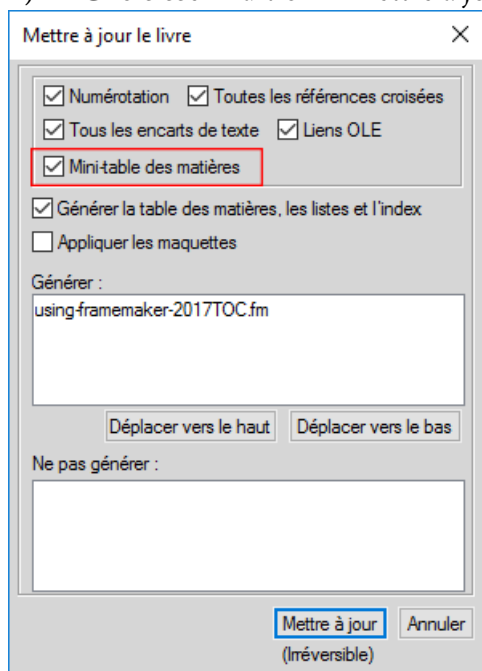 Mettre à jour le livre
Numérotation Toutes les références croisées
Tous les encarts de texte Liens OLE
Mini-table des matières
Générer la table des matières, les listes et l'index
Appliquer les maquettes
Générer :
using-framemaker-2017TOC.fm
Déplacer vers le haut Déplacer vers le bas
Ne pas générer :
Mettre à jour Annuler
(Irréversible)